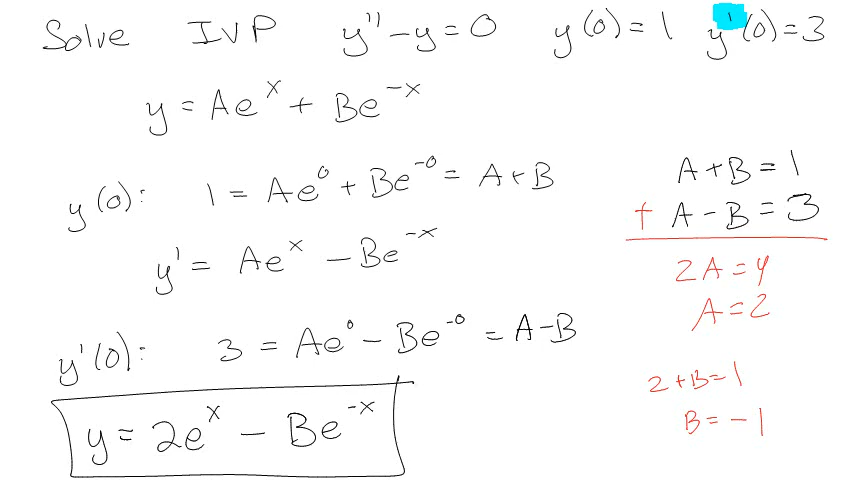 Solve IVP y'' - y = 0 y(0) = 1 y'(0) = 3
y = Ae^x + Be^-x
y(0): 1 = Ae^0 + Be^-0 = A + B
y' = Ae^x - Be^-x
y'(0): 3 = Ae^0 - Be^-0 = A - B
y = 2e^x - Be^-x
A + B = 1
+ A - B = 3
2A = 4
A = 2
2 + B = 1
B = -1